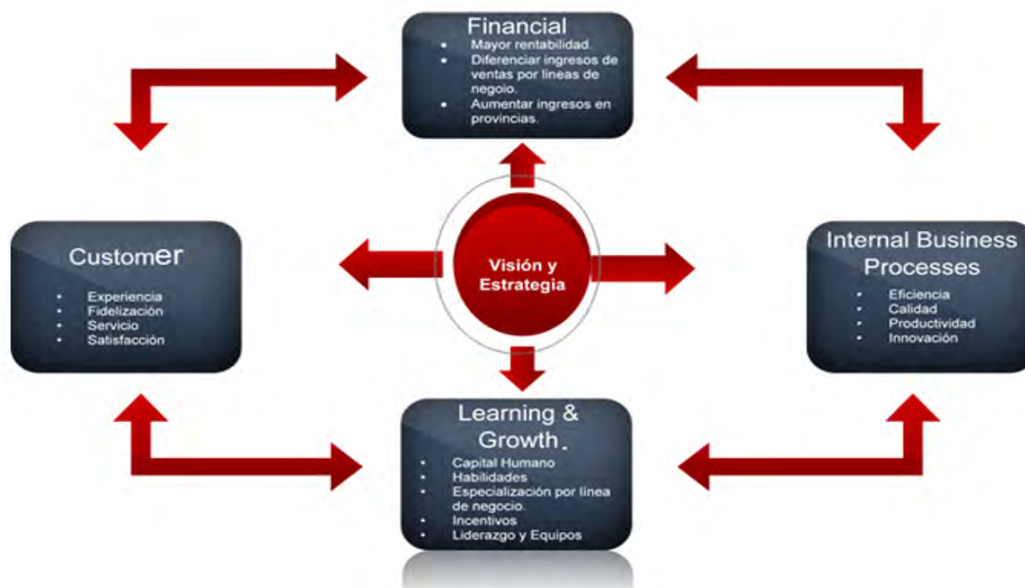 Financial
• Mayor rentabilidad.
• Diferenciar ingresos de
ventas por líneas de
negoio.
• Aumentar ingresos en
provincias.
Customer
• Experiencia
• Fidelización
• Servicio
• Satisfacción
Visión y
Estrategia
Internal Business
Processes
• Eficiencia
• Calidad
• Productividad
• Innovación
Learning &
Growth.
• Capital Humano
• Habilidades
• Especialización por línea
de negocio.
• Incentivos
• Liderazgo y Equipos